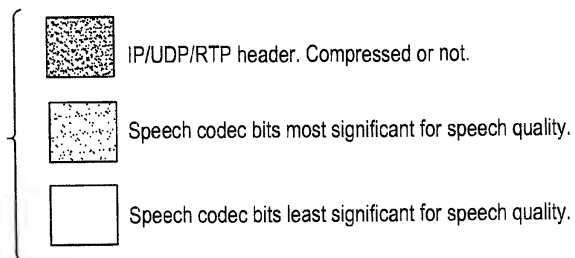 IP/UDP/RTP header. Compressed or not.
Speech codec bits most significant for speech quality.
Speech codec bits least significant for speech quality.